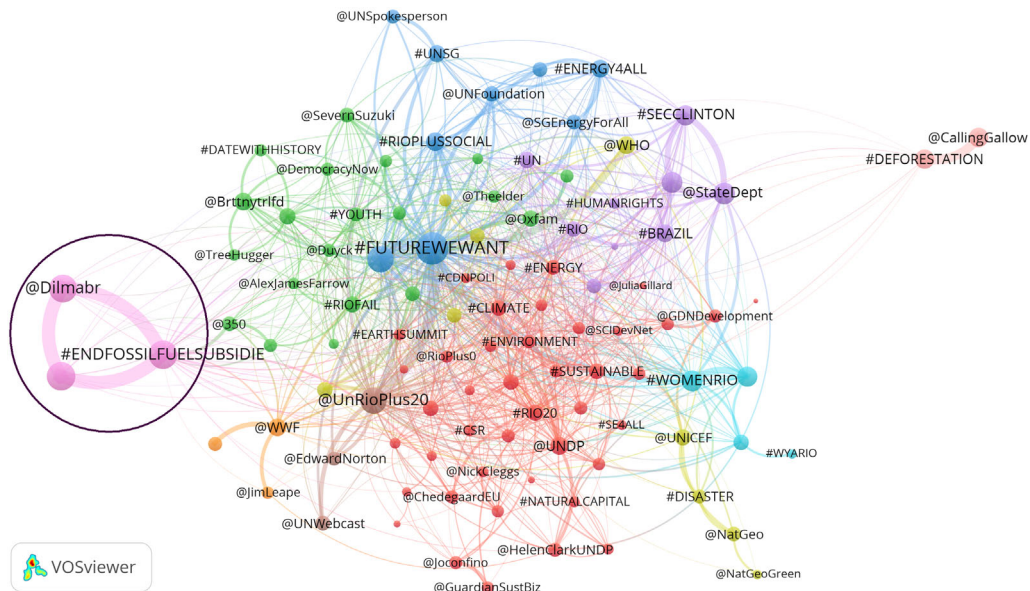 @UNSpokesperson
#UNSG
#ENERGY4ALL
@UNFoundation
@SevernSuzuki
#SECCLINTON
@SGEnergyForAll
@CallingGallow
#RIOPLUSSOCIAL
@WHO
#DATEWITHHISTORY
#UN
#DEFORESTATION
@DemocracyNow
@Theelder
@StateDept
@Brttnytrlfd
#HUMANRIGHTS
#YOUTH
@Oxfam
#RIO
#BRAZIL
@Duyck
#FUTUREWEWANT
@TreeHugger
#ENERGY
#CDNPOLI
@AlexJamesFarrow
@JuliaGillard
@Dilmabr
#RIOFAIL
#CLIMATE
@GDNDevelopment
@350
#EARTHSUMMIT
@SCIDevNet
#ENVIRONMENT
#ENDFOSSILFUELSUBSIDIE
@RioPlus0
#SUSTAINABLE
#WOMENRIO
@UnRioPlus20
#RIO20
@WWF
#CSR
#SE4ALL
@UNDP
@UNICEF
#WYARIO
@EdwardNorton
@NickCleggs
@JimLeape
@ChedegaardEU
#NATURALCAPITAL
#DISASTER
@UNWebcast
@NatGeo
@HelenClarkUNDP
@Joconfino
@NatGeoGreen
@GuardianSustBiz
VOSviewer